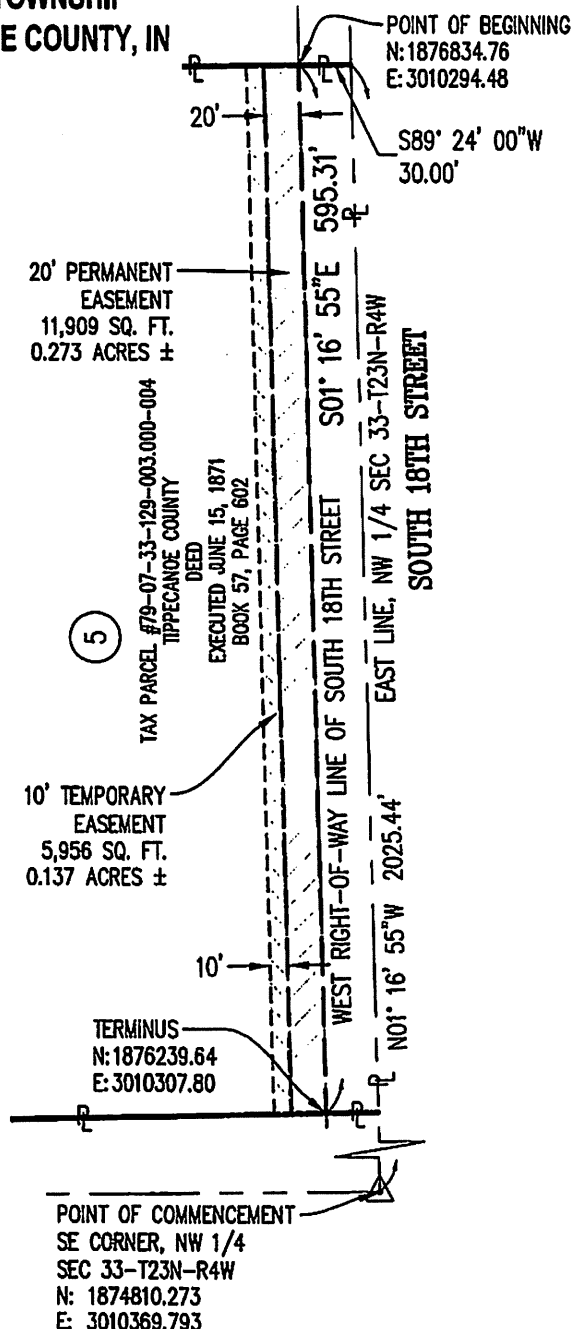 TOWNSHIP
E COUNTY, IN
POINT OF BEGINNING
N:1876834.76
E:3010294.48
20'
S89° 24' 00"W
30.00'
20' PERMANENT
EASEMENT
11,909 SQ. FT.
0.273 ACRES ±
S01° 16' 55"E 595.31'
TAX PARCEL #79-07-33-129-003.000-004
TIPPECANOE COUNTY
DEED
EXECUTED JUNE 15, 1871
BOOK 57, PAGE 602
5
WEST RIGHT-OF-WAY LINE OF SOUTH 18TH STREET
N01° 16' 55"W 2025.44'
EAST LINE, NW 1/4 SEC 33-T23N-R4W
SOUTH 18TH STREET
10' TEMPORARY
EASEMENT
5,956 SQ. FT.
0.137 ACRES ±
10'
TERMINUS
N:1876239.64
E:3010307.80
POINT OF COMMENCEMENT
SE CORNER, NW 1/4
SEC 33-T23N-R4W
N: 1874810.273
E: 3010369.793